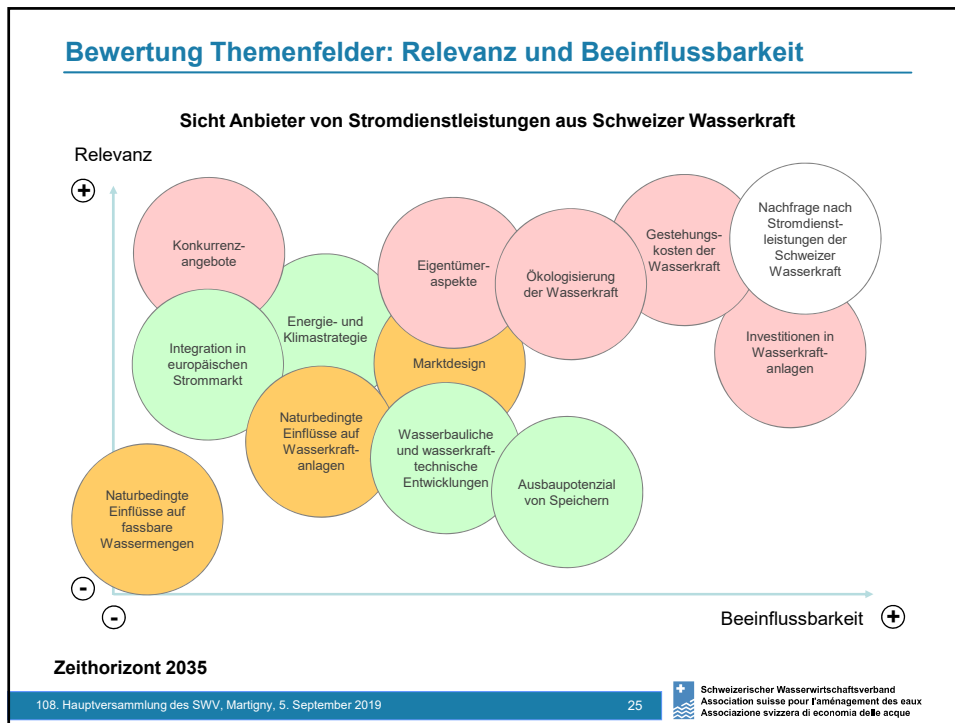 Bewertung Themenfelder: Relevanz und Beeinflussbarkeit
Sicht Anbieter von Stromdienstleistungen aus Schweizer Wasserkraft
Relevanz
+
Konkurrenz-
angebote
Energie- und
Klimastrategie
Integration in
europäischen
Strommarkt
Eigentümer-
aspekte
Marktdesign
Ökologisierung
der Wasserkraft
Gestehungs-
kosten der
Wasserkraft
Nachfrage nach
Stromdienst-
leistungen der
Schweizer
Wasserkraft
Investitionen in
Wasserkraft-
anlagen
Naturbedingte
Einflüsse auf
Wasserkraft-
anlagen
Wasserbauliche
und wasserkraft-
technische
Entwicklungen
Ausbaupotenzial
von Speichern
Naturbedingte
Einflüsse auf
fassbare
Wassermengen
-
-
Beeinflussbarkeit
+
Zeithorizont 2035
108. Hauptversammlung des SWV, Martigny, 5. September 2019
25
Schweizerischer Wasserwirtschaftsverband
Association suisse pour l'aménagement des eaux
Associazione svizzera di economia delle acque